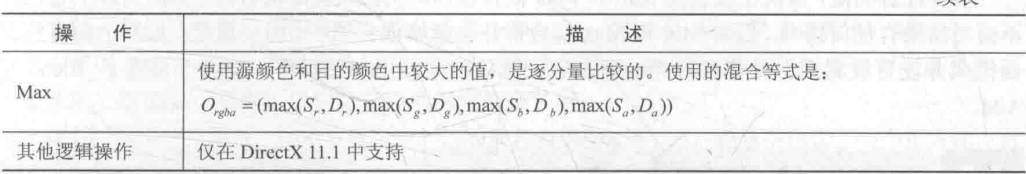 续表
操 作 描 述
Max
使用源颜色和目的颜色中较大的值，是逐分量比较的。使用的混合等式是：
O_{rgba} = (max(S_r, D_r), max(S_g, D_g), max(S_b, D_b), max(S_a, D_a))
其他逻辑操作 仅在 DirectX 11.1 中支持